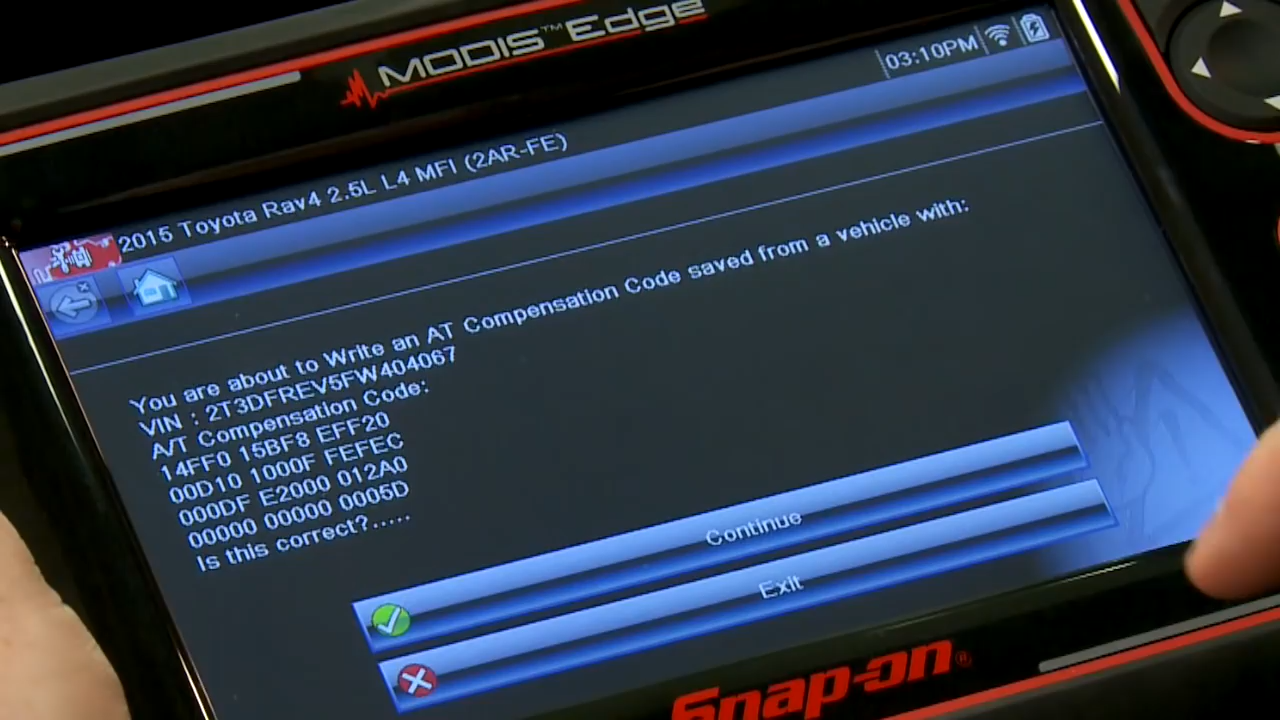 MODIS™ Edge
03:10PM
2015 Toyota Rav4 2.5L L4 MFI (2AR-FE)
You are about to Write an AT Compensation Code saved from a vehicle with:
VIN : 2T3DFREV5FW404067
A/T Compensation Code:
14FF0 15BF8 EFF20
00D10 1000F FEFEC
000DF E2000 012A0
00000 00000 0005D
Is this correct?.....
Continue
Exit
Snap-on®